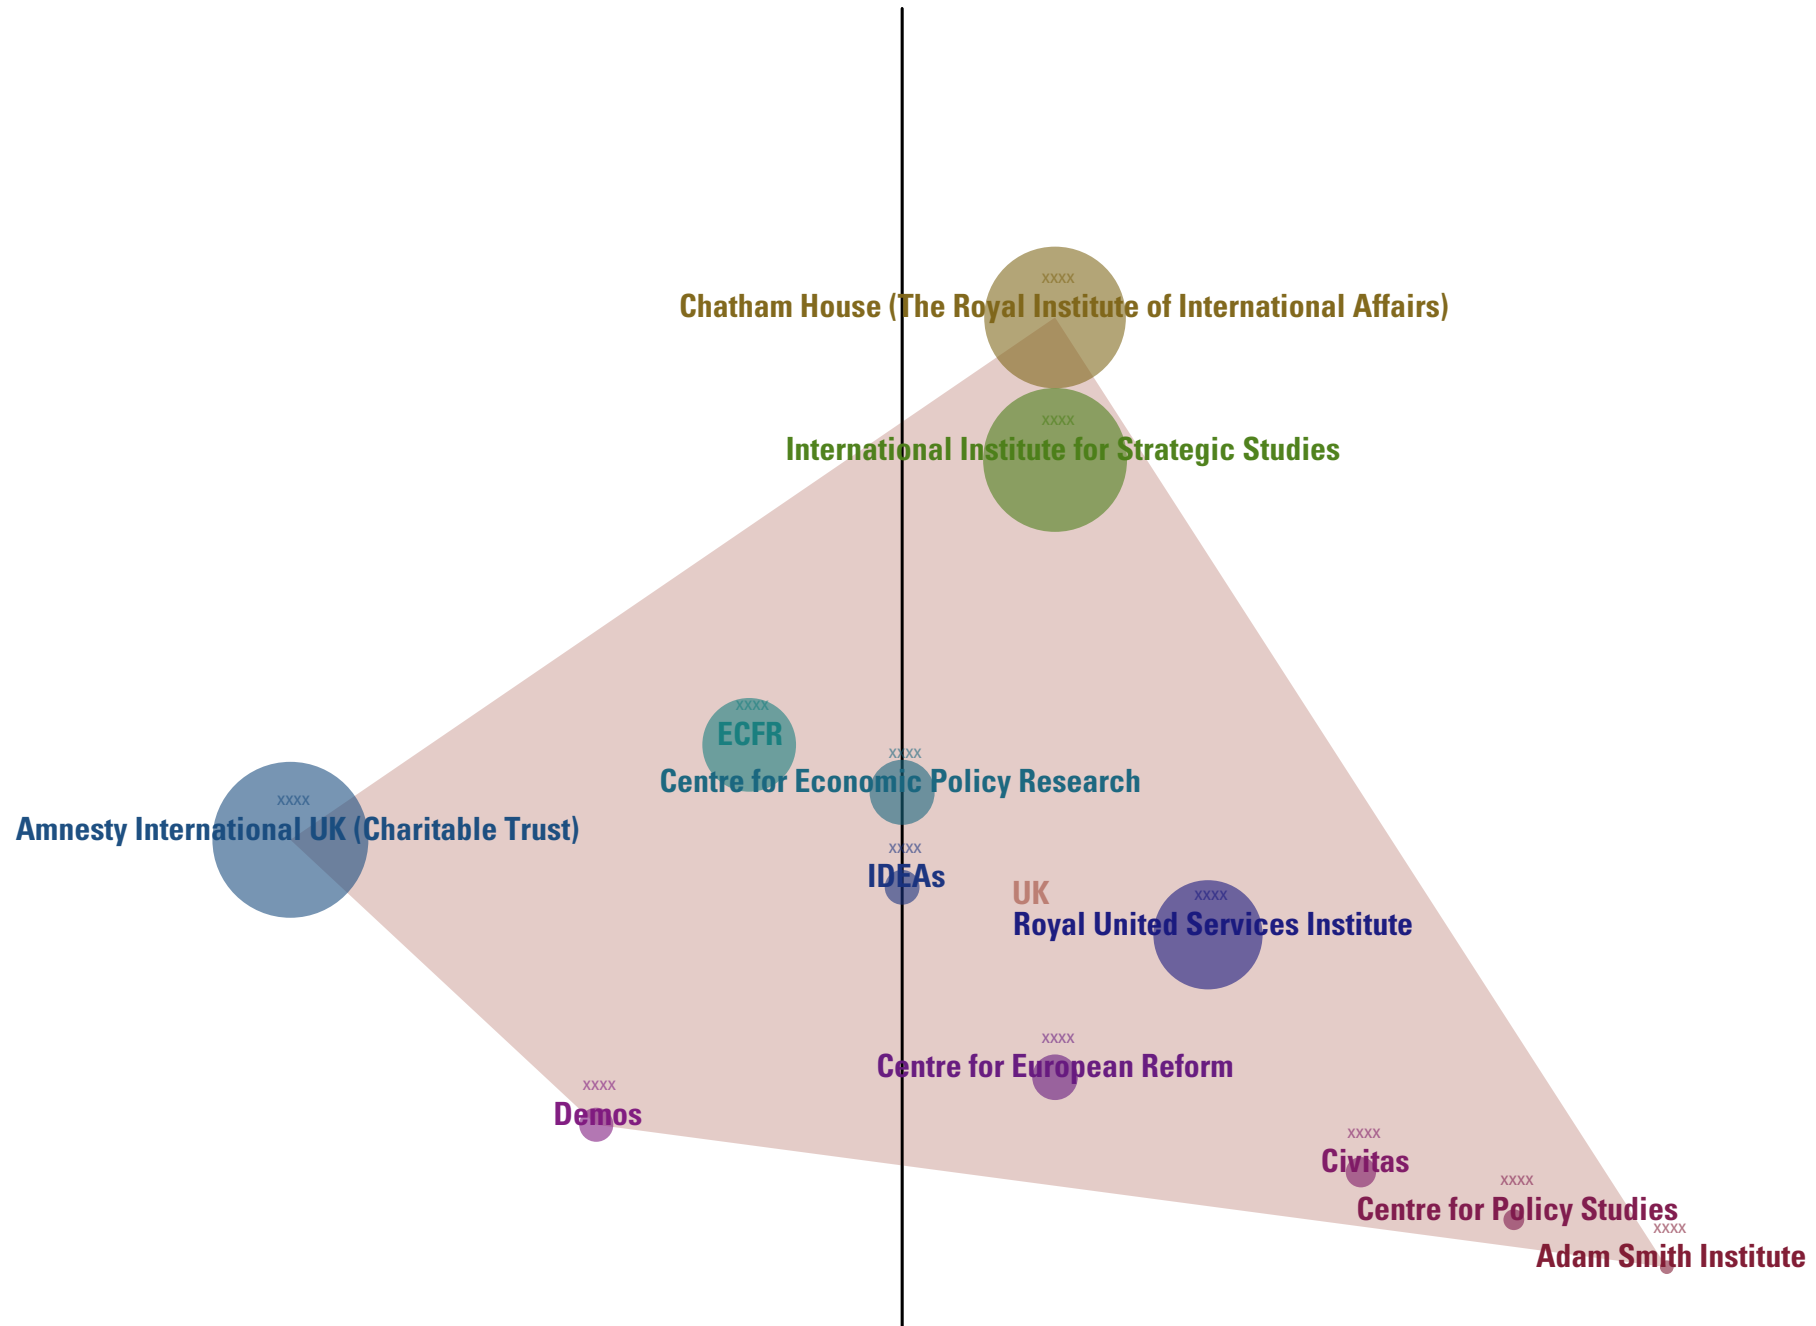 xxxx
Chatham House (The Royal Institute of International Affairs)
xxxx
International Institute for Strategic Studies
xxxx
ECFR
xxxx
Centre for Economic Policy Research
xxxx
Amnesty International UK (Charitable Trust)
xxxx
IDEAs
UK
xxxx
Royal United Services Institute
xxxx
Centre for European Reform
xxxx
Demos
xxxx
Civitas
xxxx
Centre for Policy Studies
xxxx
Adam Smith Institute